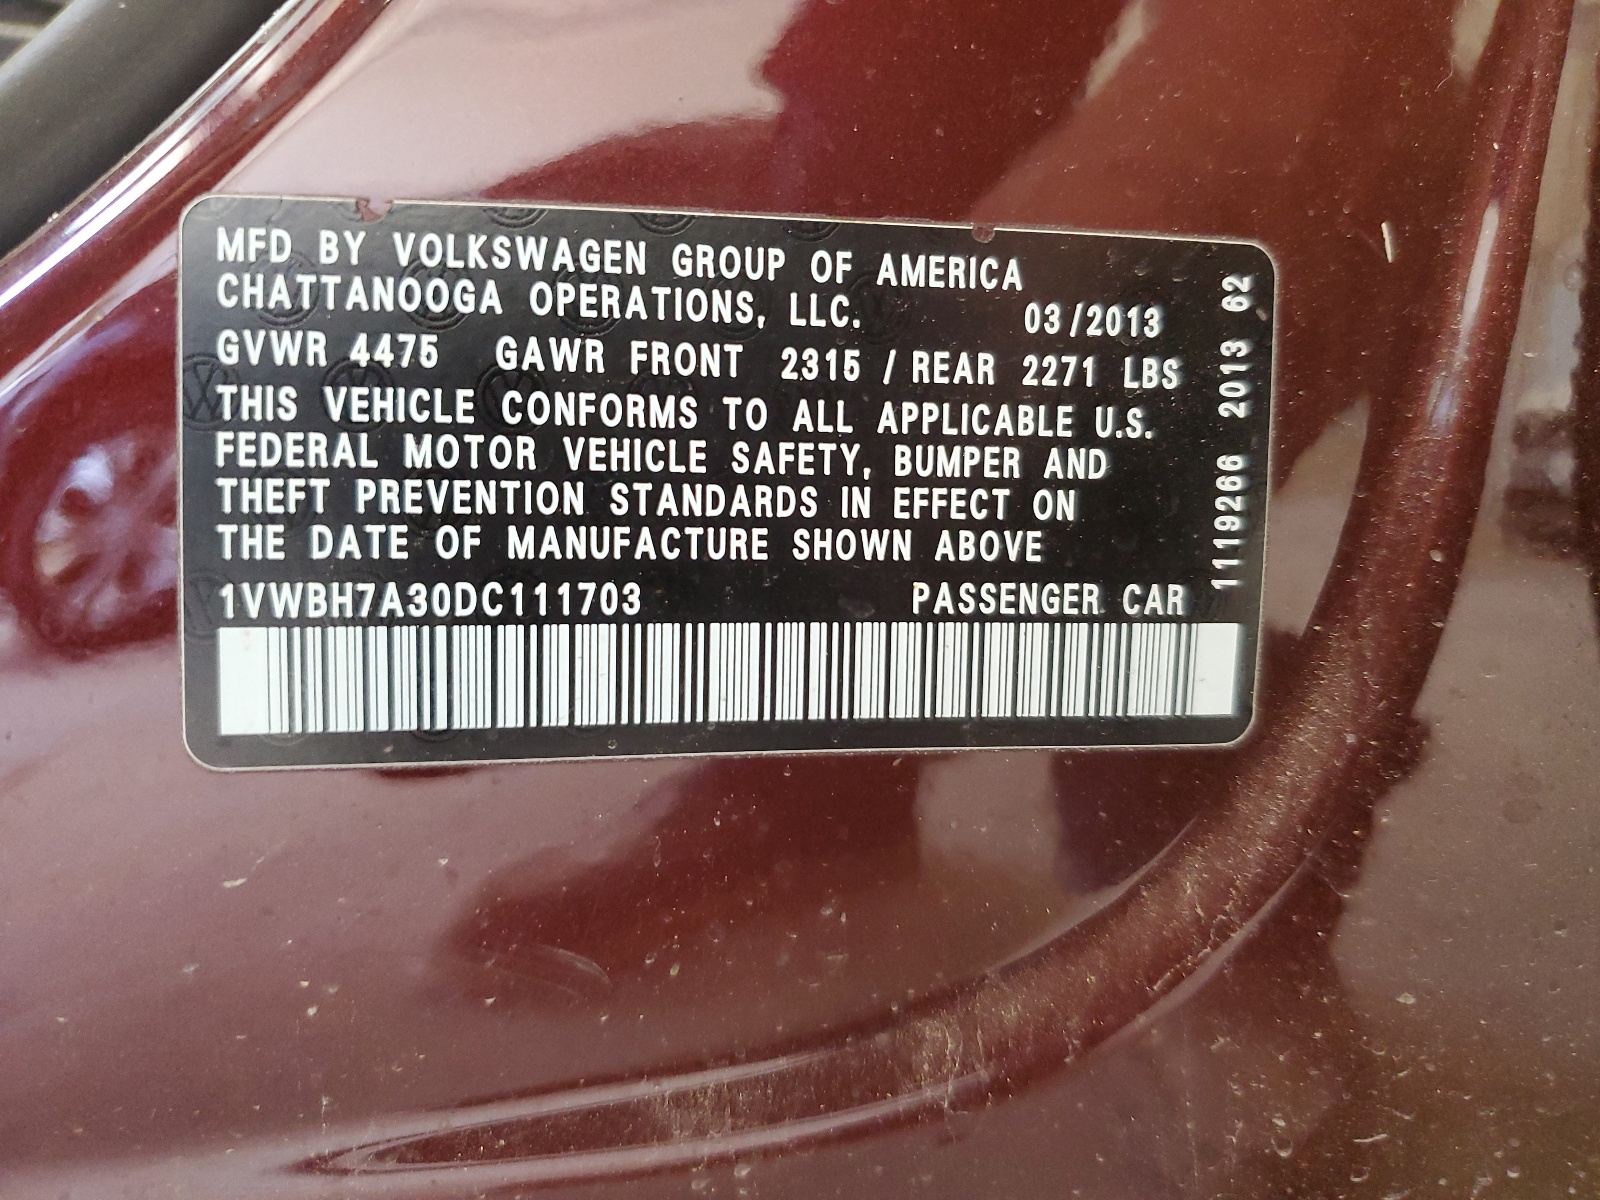 MFD BY VOLKSWAGEN GROUP OF AMERICA
CHATTANOOGA OPERATIONS, LLC. 03/2013
GVWR 4475 GAWR FRONT 2315 / REAR 2271 LBS
THIS VEHICLE CONFORMS TO ALL APPLICABLE U.S.
FEDERAL MOTOR VEHICLE SAFETY, BUMPER AND
THEFT PREVENTION STANDARDS IN EFFECT ON
THE DATE OF MANUFACTURE SHOWN ABOVE
1VWBH7A30DC111703 PASSENGER CAR
1119266 2013 62